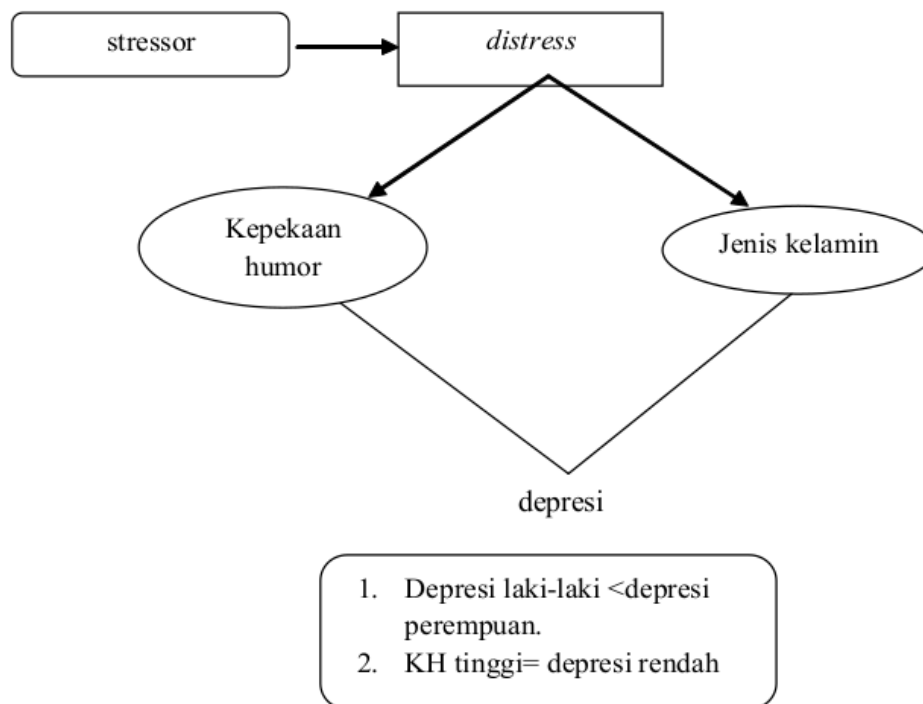 stressor
distress
Kepekaan
humor
Jenis kelamin
depresi
1. Depresi laki-laki <depresi
perempuan.
2. KH tinggi= depresi rendah